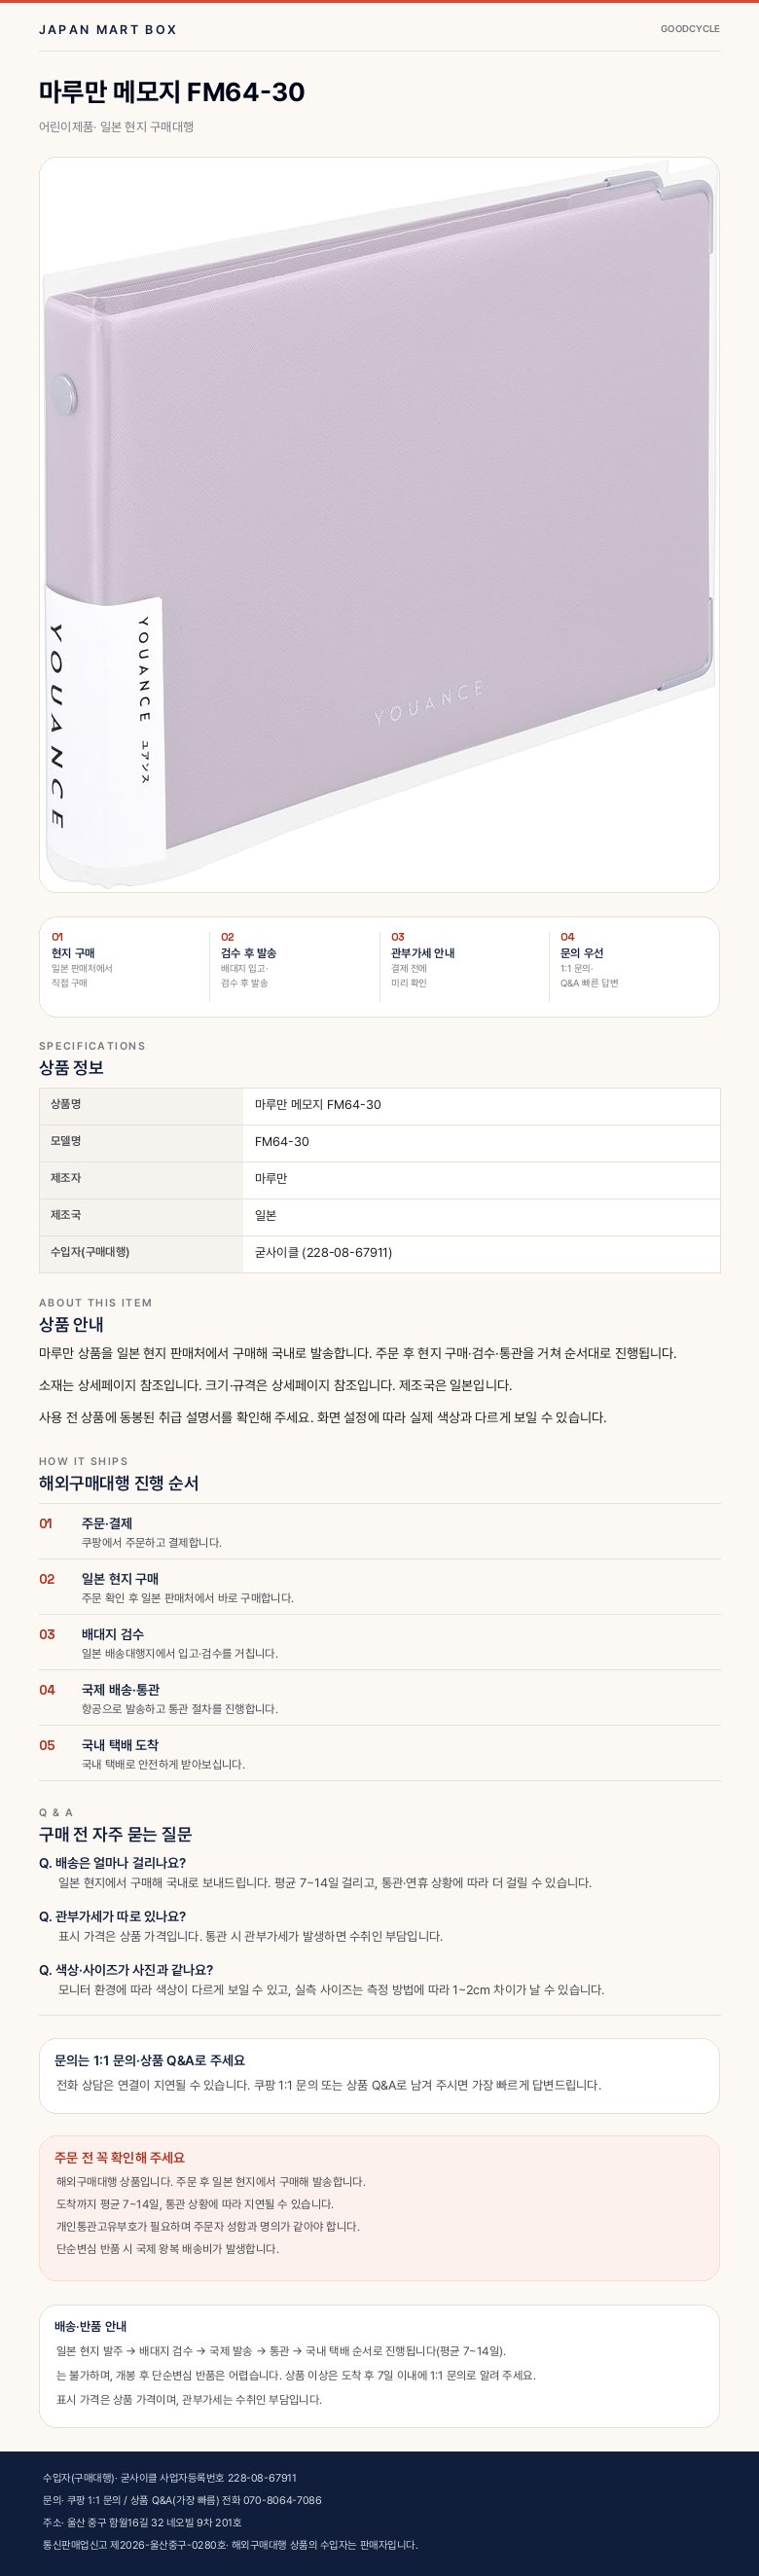 JAPAN MART BOX
GOODCYCLE
마루만 메모지 FM64-30
어린이제품· 일본 현지 구매대행
YOUANCE
YOUANCE ユアンス
YOUANCE
01
현지 구매
일본 판매처에서
직접 구매
02
검수 후 발송
배대지 입고·
검수 후 발송
03
관부가세 안내
결제 전에
미리 확인
04
문의 우선
1:1 문의·
Q&A 빠른 답변
SPECIFICATIONS
상품 정보
상품명 마루만 메모지 FM64-30
모델명 FM64-30
제조자 마루만
제조국 일본
수입자(구매대행) 굳사이클 (228-08-67911)
ABOUT THIS ITEM
상품 안내
마루만 상품을 일본 현지 판매처에서 구매해 국내로 발송합니다. 주문 후 현지 구매·검수·통관을 거쳐 순서대로 진행됩니다.
소재는 상세페이지 참조입니다. 크기·규격은 상세페이지 참조입니다. 제조국은 일본입니다.
사용 전 상품에 동봉된 취급 설명서를 확인해 주세요. 화면 설정에 따라 실제 색상과 다르게 보일 수 있습니다.
HOW IT SHIPS
해외구매대행 진행 순서
01 주문·결제
쿠팡에서 주문하고 결제합니다.
02 일본 현지 구매
주문 확인 후 일본 판매처에서 바로 구매합니다.
03 배대지 검수
일본 배송대행지에서 입고·검수를 거칩니다.
04 국제 배송·통관
항공으로 발송하고 통관 절차를 진행합니다.
05 국내 택배 도착
국내 택배로 안전하게 받아보십니다.
Q & A
구매 전 자주 묻는 질문
Q. 배송은 얼마나 걸리나요?
일본 현지에서 구매해 국내로 보내드립니다. 평균 7~14일 걸리고, 통관·연휴 상황에 따라 더 걸릴 수 있습니다.
Q. 관부가세가 따로 있나요?
표시 가격은 상품 가격입니다. 통관 시 관부가세가 발생하면 수취인 부담입니다.
Q. 색상·사이즈가 사진과 같나요?
모니터 환경에 따라 색상이 다르게 보일 수 있고, 실측 사이즈는 측정 방법에 따라 1~2cm 차이가 날 수 있습니다.
문의는 1:1 문의·상품 Q&A로 주세요
전화 상담은 연결이 지연될 수 있습니다. 쿠팡 1:1 문의 또는 상품 Q&A로 남겨 주시면 가장 빠르게 답변드립니다.
주문 전 꼭 확인해 주세요
해외구매대행 상품입니다. 주문 후 일본 현지에서 구매해 발송합니다.
도착까지 평균 7~14일, 통관 상황에 따라 지연될 수 있습니다.
개인통관고유부호가 필요하며 주문자 성함과 명의가 같아야 합니다.
단순변심 반품 시 국제 왕복 배송비가 발생합니다.
배송·반품 안내
일본 현지 발주 → 배대지 검수 → 국제 발송 → 통관 → 국내 택배 순서로 진행됩니다(평균 7~14일).
는 불가하며, 개봉 후 단순변심 반품은 어렵습니다. 상품 이상은 도착 후 7일 이내에 1:1 문의로 알려 주세요.
표시 가격은 상품 가격이며, 관부가세는 수취인 부담입니다.
수입자(구매대행)· 굳사이클 사업자등록번호 228-08-67911
문의· 쿠팡 1:1 문의 / 상품 Q&A(가장 빠름) 전화 070-8064-7086
주소· 울산 중구 함월16길 32 네오빌 9차 201호
통신판매업신고 제2026-울산중구-0280호· 해외구매대행 상품의 수입자는 판매자입니다.